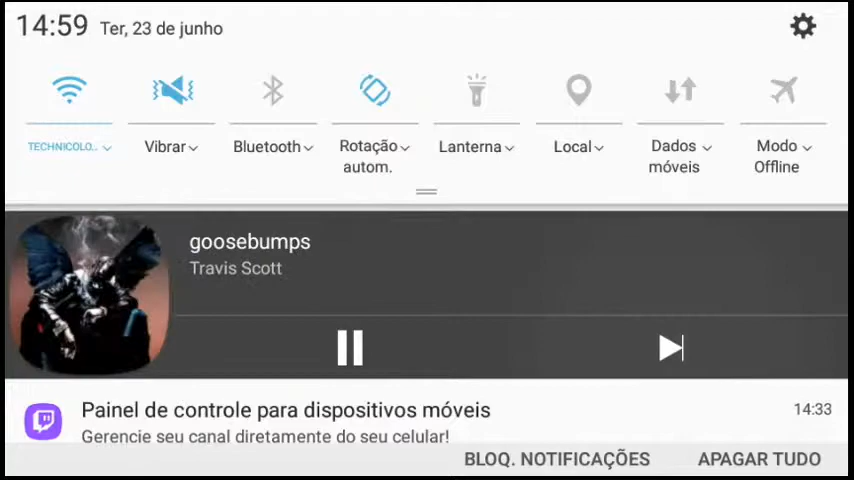 14:59 Ter, 23 de junho
TECHNICOLO.. Vibrar Bluetooth Rotação autom. Lanterna Local Dados móveis Modo Offline
goosebumps
Travis Scott
Painel de controle para dispositivos móveis 14:33
Gerencie seu canal diretamente do seu celular!
BLOQ. NOTIFICAÇÕES APAGAR TUDO